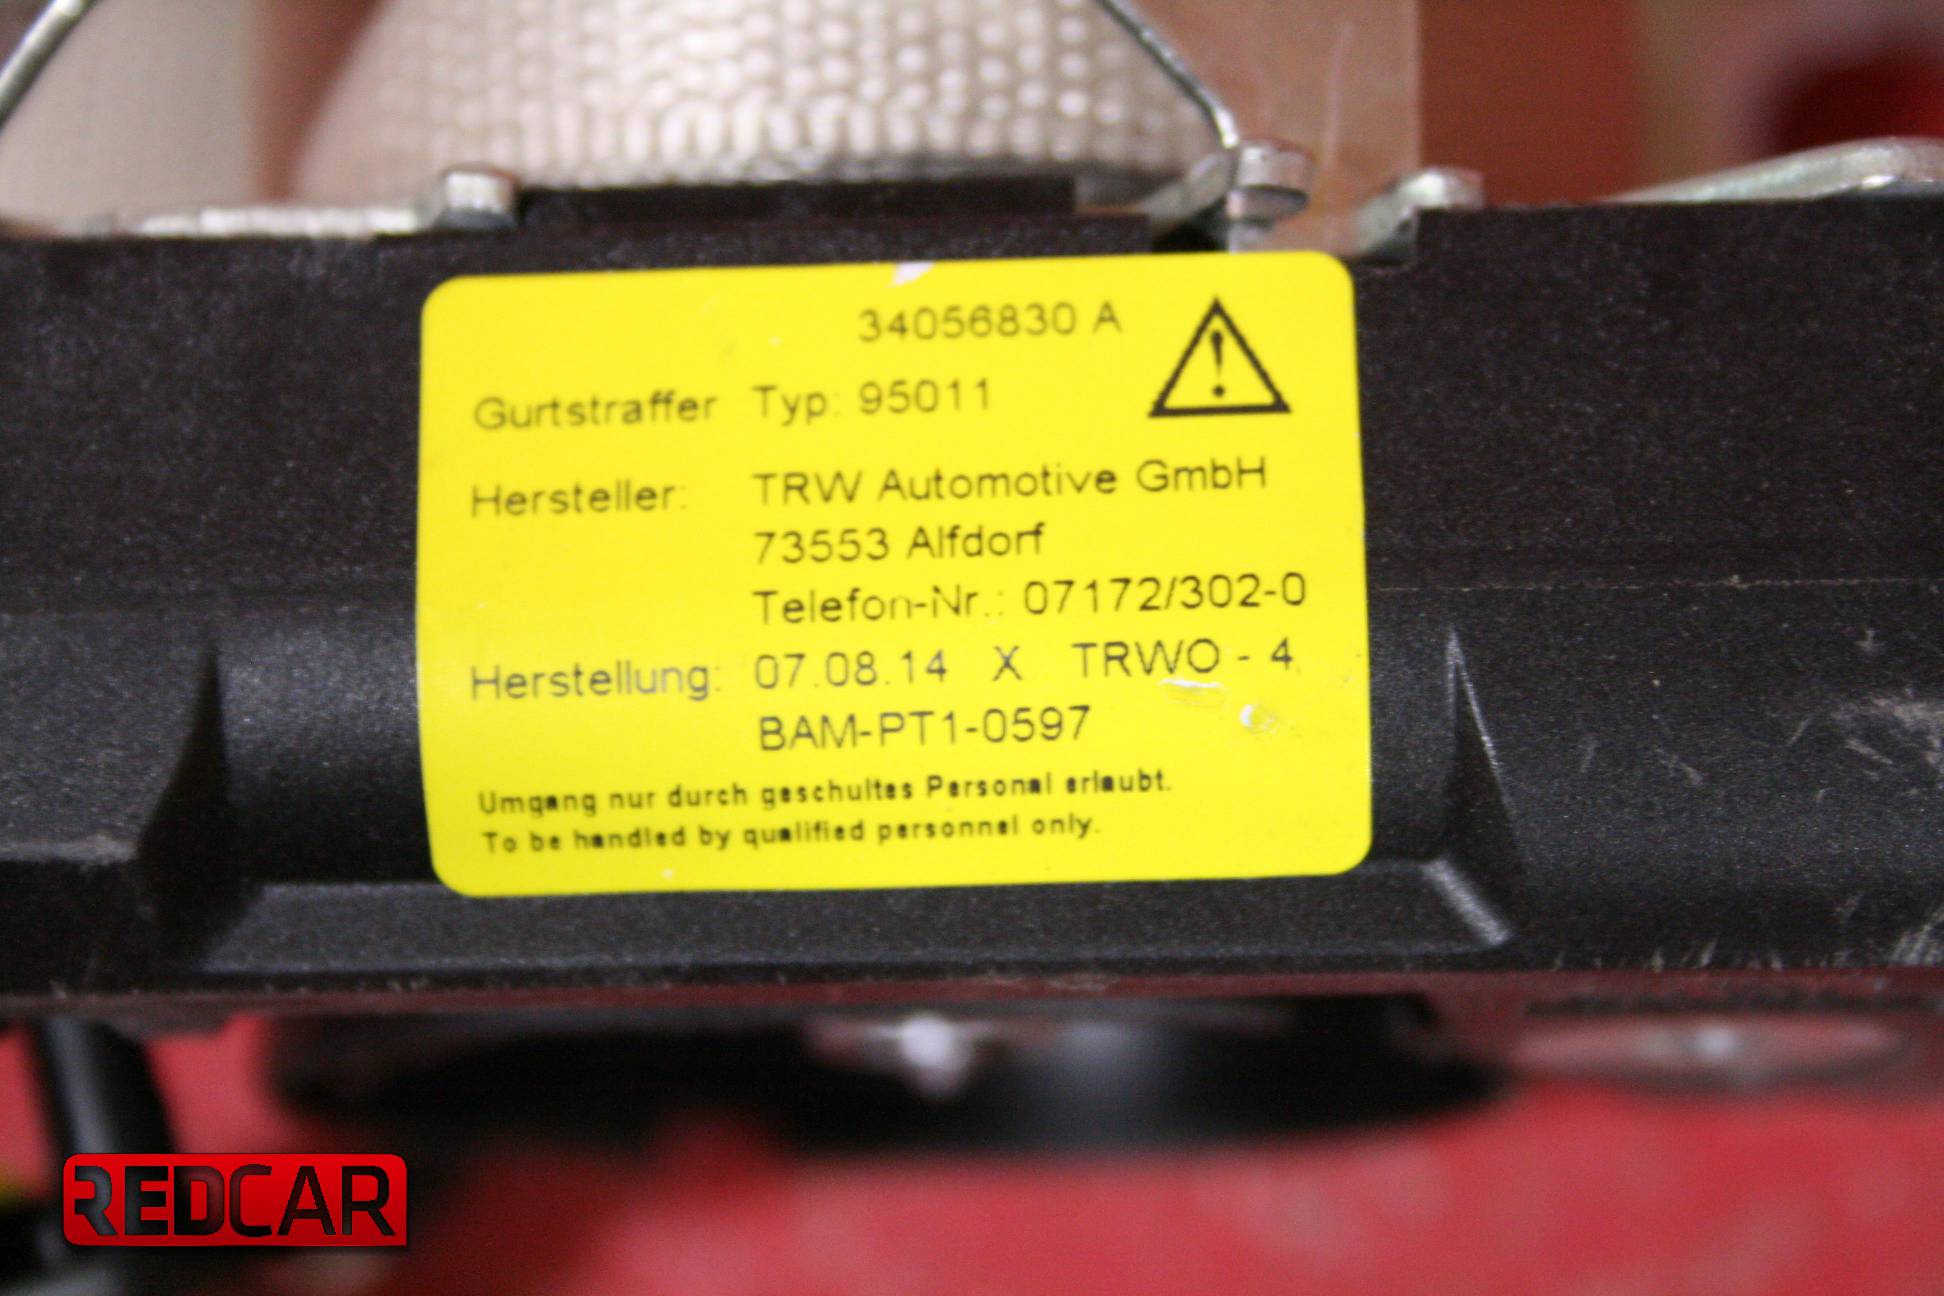 34056830 A
Gurtstraffer Typ: 95011
Hersteller: TRW Automotive GmbH
73553 Alfdorf
Telefon-Nr.: 07172/302-0
Herstellung: 07.08.14 X TRWO - 4
BAM-PT1-0597
Umgang nur durch geschultes Personal erlaubt.
To be handled by qualified personnel only.
REDCAR